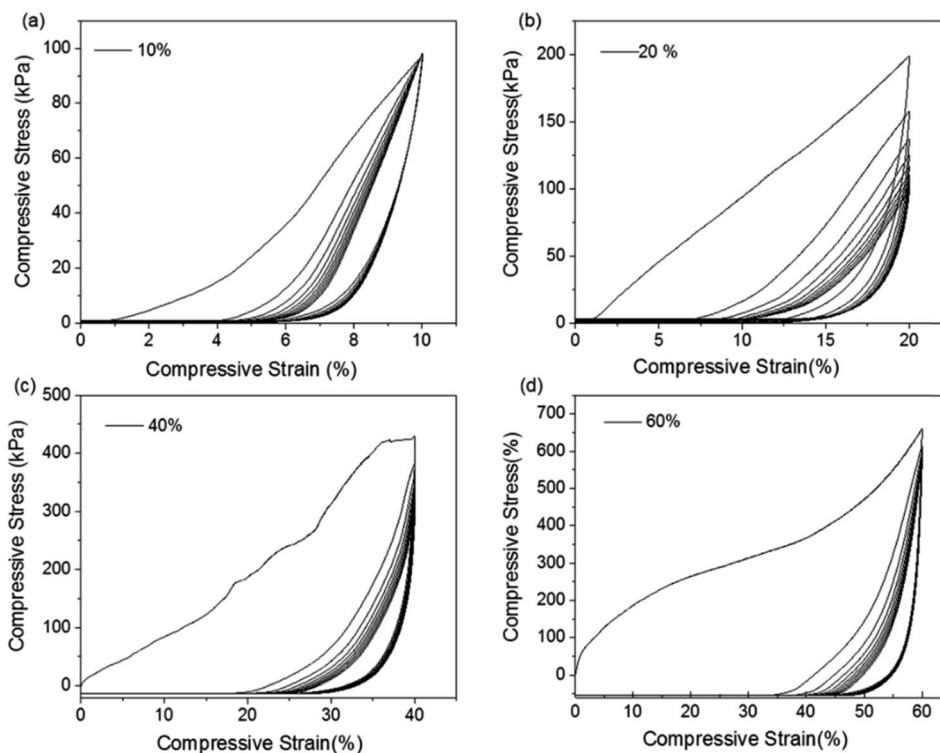 (a)
10%
Compressive Stress (kPa)
100
80
60
40
20
0
0 2 4 6 8 10
Compressive Strain (%)
(b)
20 %
Compressive Stress(kPa)
200
150
100
50
0
0 5 10 15 20
Compressive Strain(%)
(c)
40%
Compressive Stress (kPa)
500
400
300
200
100
0
0 10 20 30 40
Compressive Strain(%)
(d)
60%
Compressive Stress(%)
700
600
500
400
300
200
100
0
0 10 20 30 40 50 60
Compressive Strain(%)